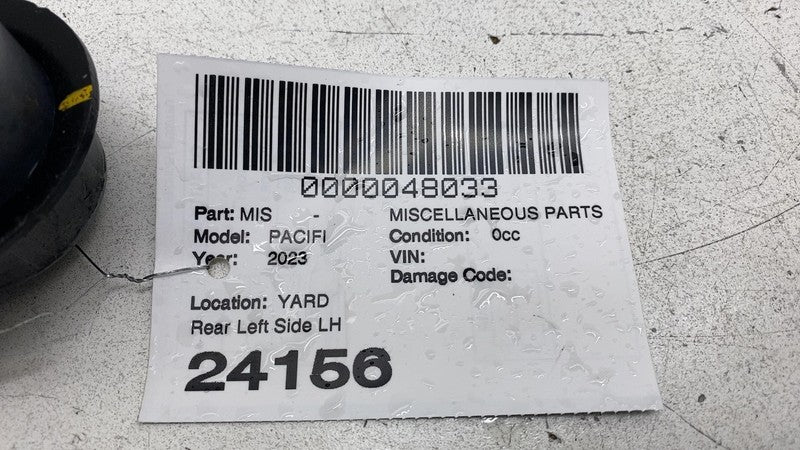 0000048033
Part: MIS - MISCELLANEOUS PARTS
Model: PACIFI Condition: 0cc
Year: 2023 VIN:
Damage Code:
Location: YARD
Rear Left Side LH
24156